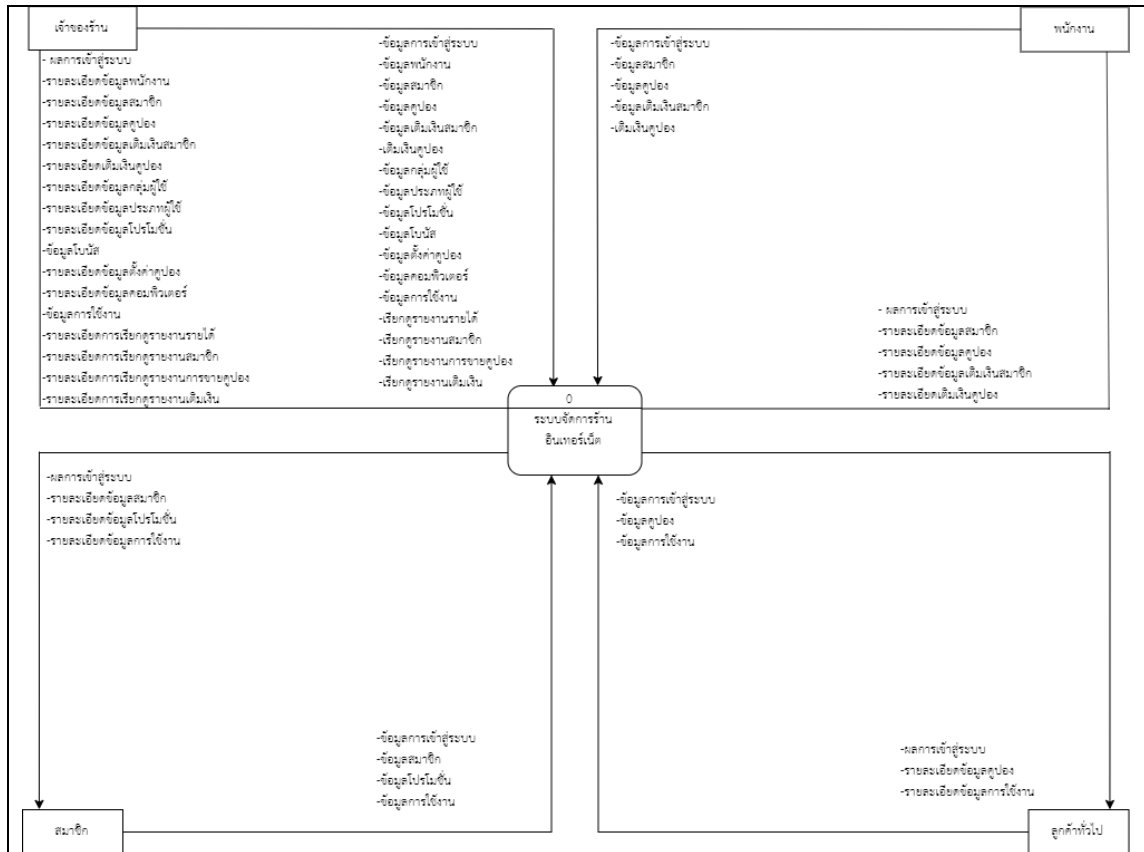 เจ้าของร้าน
- ผลการเข้าสู่ระบบ
-รายละเอียดข้อมูลพนักงาน
-รายละเอียดข้อมูลสมาชิก
-รายละเอียดข้อมูลคูปอง
-รายละเอียดข้อมูลเติมเงินสมาชิก
-รายละเอียดเติมเงินคูปอง
-รายละเอียดข้อมูลกลุ่มผู้ใช้
-รายละเอียดข้อมูลประเภทผู้ใช้
-รายละเอียดข้อมูลโปรโมชั่น
-ข้อมูลโบนัส
-รายละเอียดข้อมูลตั้งค่าคูปอง
-รายละเอียดข้อมูลคอมพิวเตอร์
-ข้อมูลการใช้งาน
-รายละเอียดการเรียกดูรายงานรายได้
-รายละเอียดการเรียกดูรายงานสมาชิก
-รายละเอียดการเรียกดูรายงานการขายคูปอง
-รายละเอียดการเรียกดูรายงานเติมเงิน
-ข้อมูลการเข้าสู่ระบบ
-ข้อมูลพนักงาน
-ข้อมูลสมาชิก
-ข้อมูลคูปอง
-ข้อมูลเติมเงินสมาชิก
-เติมเงินคูปอง
-ข้อมูลกลุ่มผู้ใช้
-ข้อมูลประภทผู้ใช้
-ข้อมูลโปรโมชั่น
-ข้อมูลโบนัส
-ข้อมูลตั้งค่าคูปอง
-ข้อมูลคอมพิวเตอร์
-ข้อมูลการใช้งาน
-เรียกดูรายงานรายได้
-เรียกดูรายงานสมาชิก
-เรียกดูรายงานการขายคูปอง
-เรียกดูรายงานเติมเงิน
พนักงาน
-ข้อมูลการเข้าสู่ระบบ
-ข้อมูลสมาชิก
-ข้อมูลคูปอง
-ข้อมูลเติมเงินสมาชิก
-เติมเงินคูปอง
- ผลการเข้าสู่ระบบ
-รายละเอียดข้อมูลสมาชิก
-รายละเอียดข้อมูลคูปอง
-รายละเอียดข้อมูลเติมเงินสมาชิก
-รายละเอียดเติมเงินคูปอง
0
ระบบจัดการร้าน
อินเทอร์เน็ต
-ผลการเข้าสู่ระบบ
-รายละเอียดข้อมูลสมาชิก
-รายละเอียดข้อมูลโปรโมชั่น
-รายละเอียดข้อมูลการใช้งาน
-ข้อมูลการเข้าสู่ระบบ
-ข้อมูลสมาชิก
-ข้อมูลโปรโมชั่น
-ข้อมูลการใช้งาน
สมาชิก
-ข้อมูลการเข้าสู่ระบบ
-ข้อมูลคูปอง
-ข้อมูลการใช้งาน
-ผลการเข้าสู่ระบบ
-รายละเอียดข้อมูลคูปอง
-รายละเอียดข้อมูลการใช้งาน
ลูกค้าทั่วไป